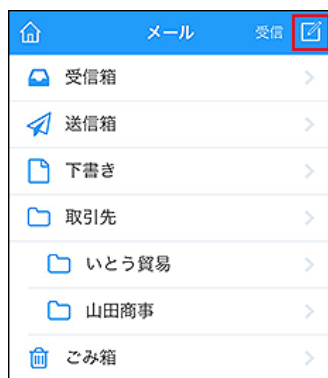 メール 受信
受信箱
送信箱
下書き
取引先
いとう貿易
山田商事
ごみ箱